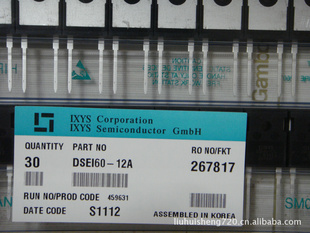 IXYS Corporation
IXYS Semiconductor GmbH
QUANTITY PART NO RO NO/FKT
30 DSEI60-12A 267817
RUN NO/PROD CODE 459631
DATE CODE S1112 ASSEMBLED IN KOREA
liuhuisheng720.cn.alibaba.com